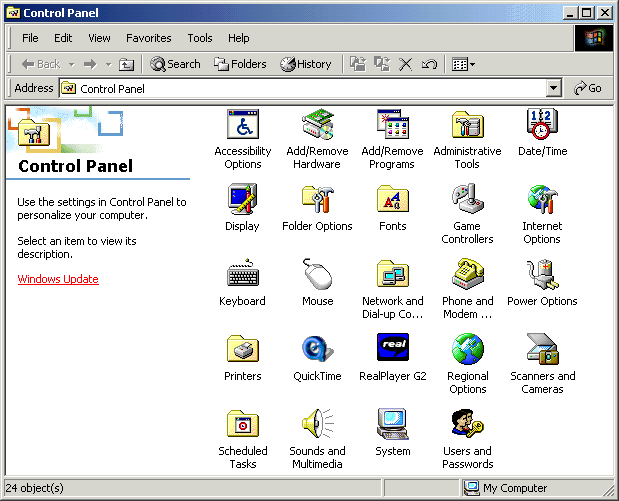 Control Panel
File Edit View Favorites Tools Help
Back Search Folders History
Address Control Panel Go
Control Panel
Use the settings in Control Panel to
personalize your computer.
Select an item to view its
description.
Windows Update
Accessibility
Options
Add/Remove
Hardware
Add/Remove
Programs
Administrative
Tools
12
Date/Time
Display
Folder Options
Fonts
Game
Controllers
Internet
Options
Keyboard
Mouse
Network and
Dial-up Co...
Phone and
Modem ...
Power Options
Printers
QuickTime
real
RealPlayer G2
Regional
Options
Scanners and
Cameras
Scheduled
Tasks
Sounds and
Multimedia
System
Users and
Passwords
24 object(s)
My Computer